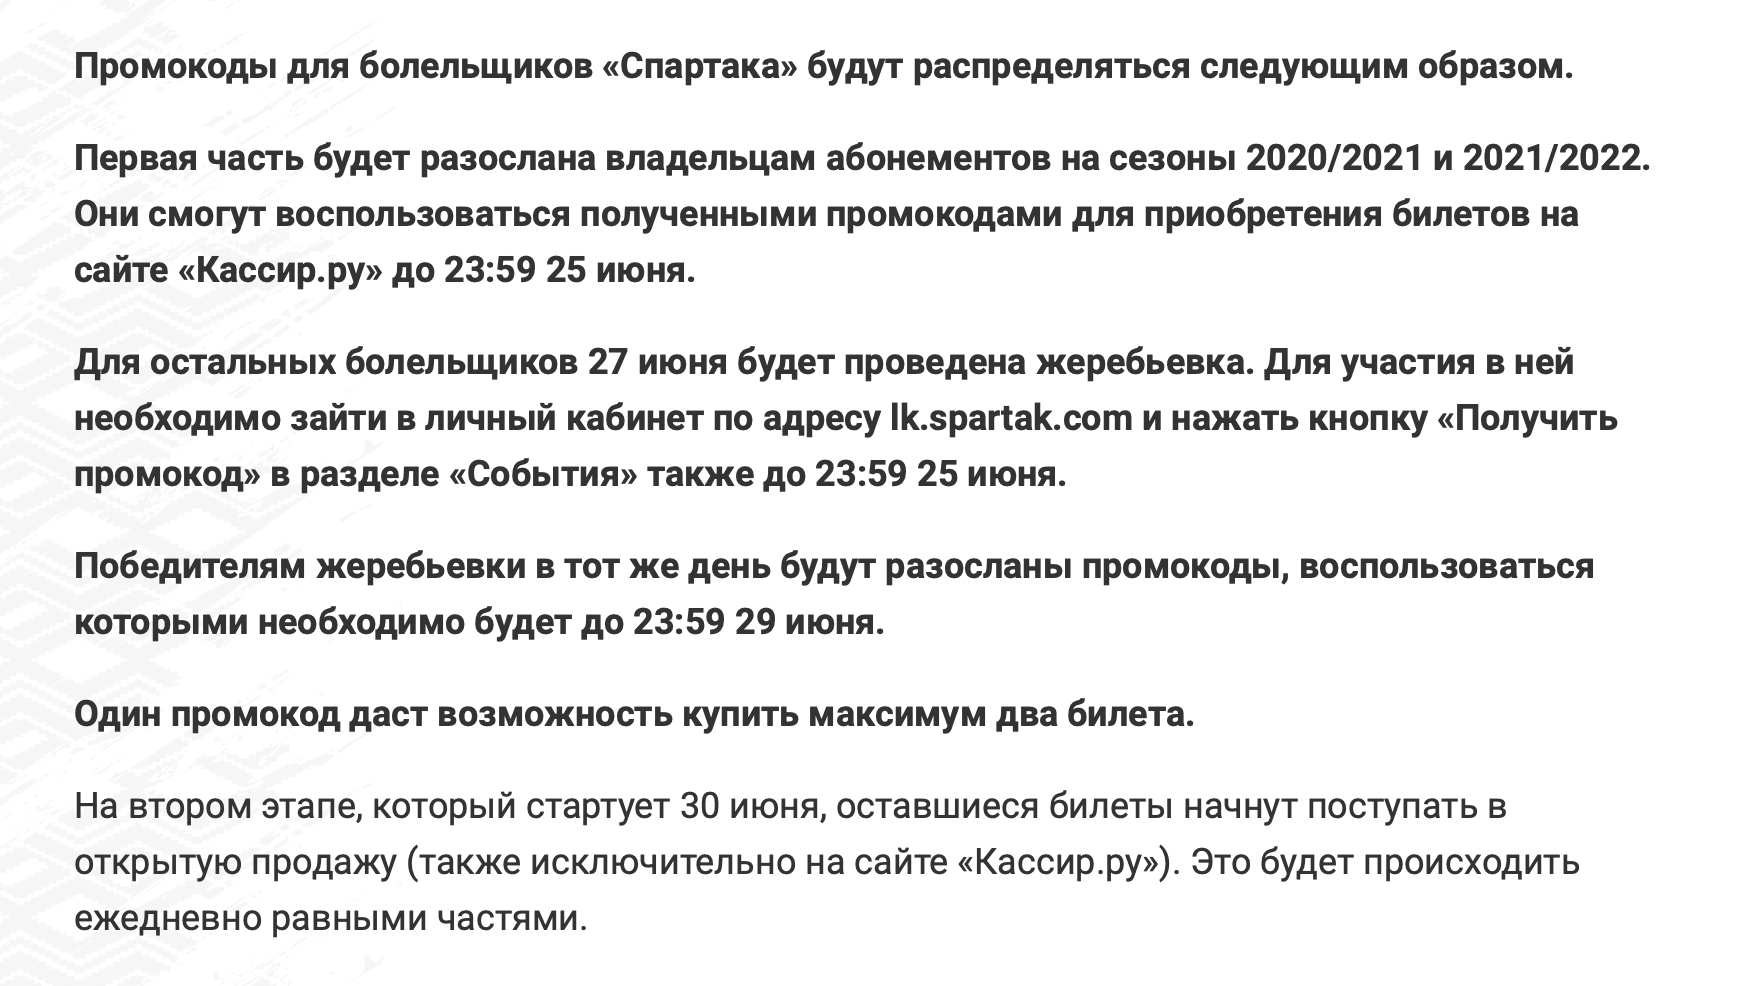 Промокоды для болельщиков «Спартака» будут распределяться следующим образом.
Первая часть будет разослана владельцам абонементов на сезоны 2020/2021 и 2021/2022.
Они смогут воспользоваться полученными промокодами для приобретения билетов на
сайте «Кассир.ру» до 23:59 25 июня.
Для остальных болельщиков 27 июня будет проведена жеребьевка. Для участия в ней
необходимо зайти в личный кабинет по адресу lk.spartak.com и нажать кнопку «Получить
промокод» в разделе «События» также до 23:59 25 июня.
Победителям жеребьевки в тот же день будут разосланы промокоды, воспользоваться
которыми необходимо будет до 23:59 29 июня.
Один промокод даст возможность купить максимум два билета.
На втором этапе, который стартует 30 июня, оставшиеся билеты начнут поступать в
открытую продажу (также исключительно на сайте «Кассир.ру»). Это будет происходить
ежедневно равными частями.